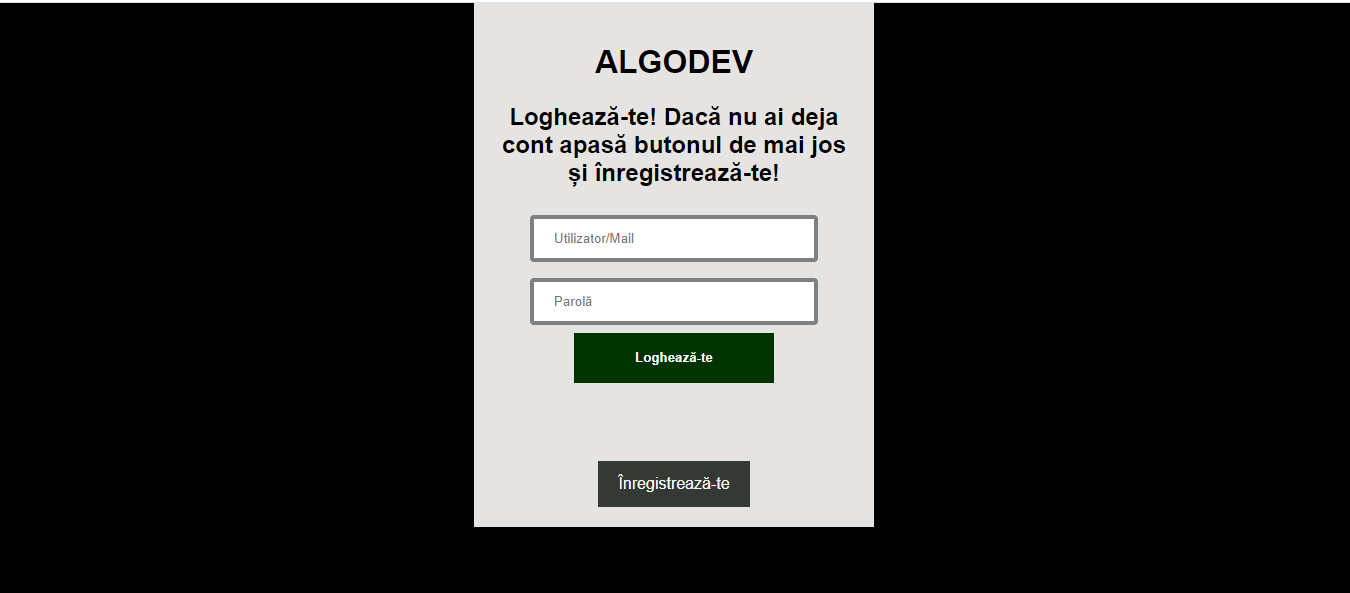 ALGODEV
Loghează-te! Dacă nu ai deja
cont apasă butonul de mai jos
și înregistrează-te!
Utilizator/Mail
Parolă
Loghează-te
Înregistrează-te